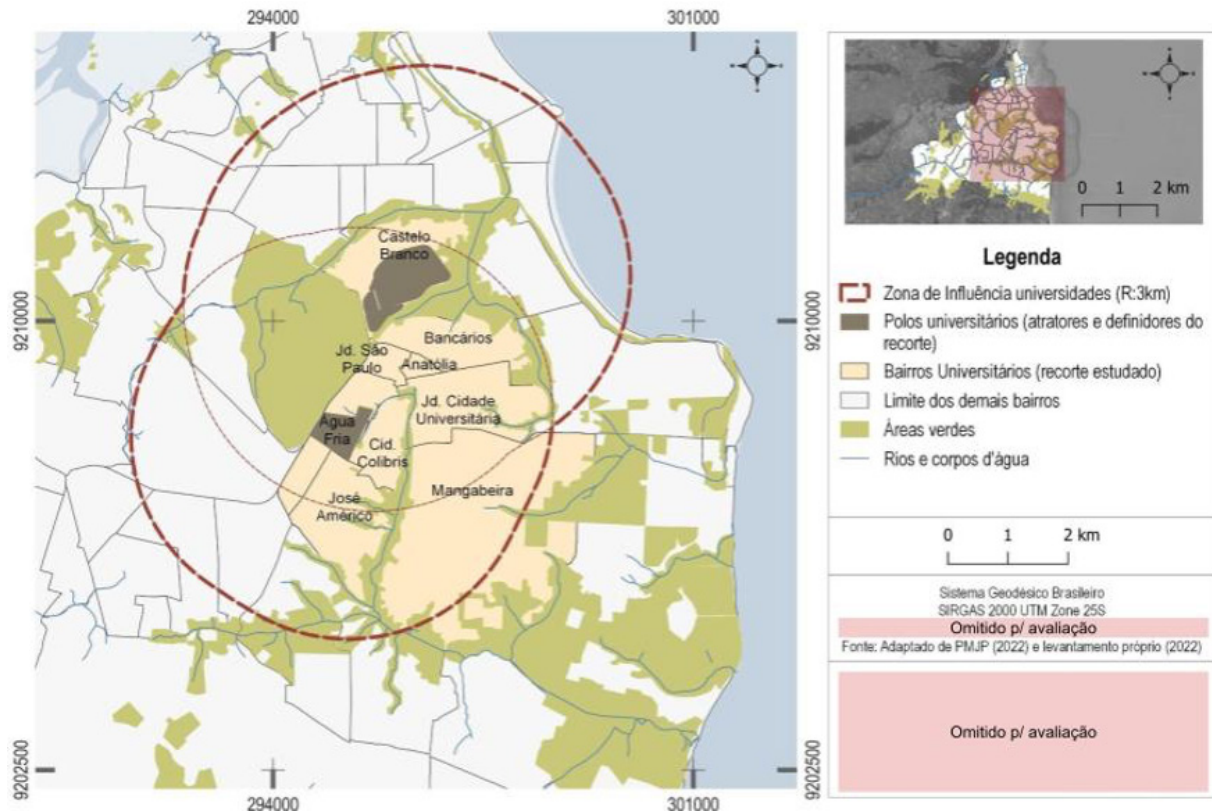 294000
301000
9210000
9202500
Castelo
Branco
Bancários
Jd. São
Paulo
Anatólia
Jd. Cidade
Universitária
Água
Fria
Cid.
Colibris
Mangabeira
José
Américo
9210000
9202500
294000
301000
0 1 2 km
Legenda
Zona de Influência universidades (R:3km)
Polos universitários (atratores e definidores do
recorte)
Bairros Universitários (recorte estudado)
Limite dos demais bairros
Áreas verdes
Rios e corpos d'água
0 1 2 km
Sistema Geodésico Brasileiro
SIRGAS 2000 UTM Zone 25S
Omitido p/ avaliação
Fonte: Adaptado de PMJP (2022) e levantamento próprio (2022)
Omitido p/ avaliação